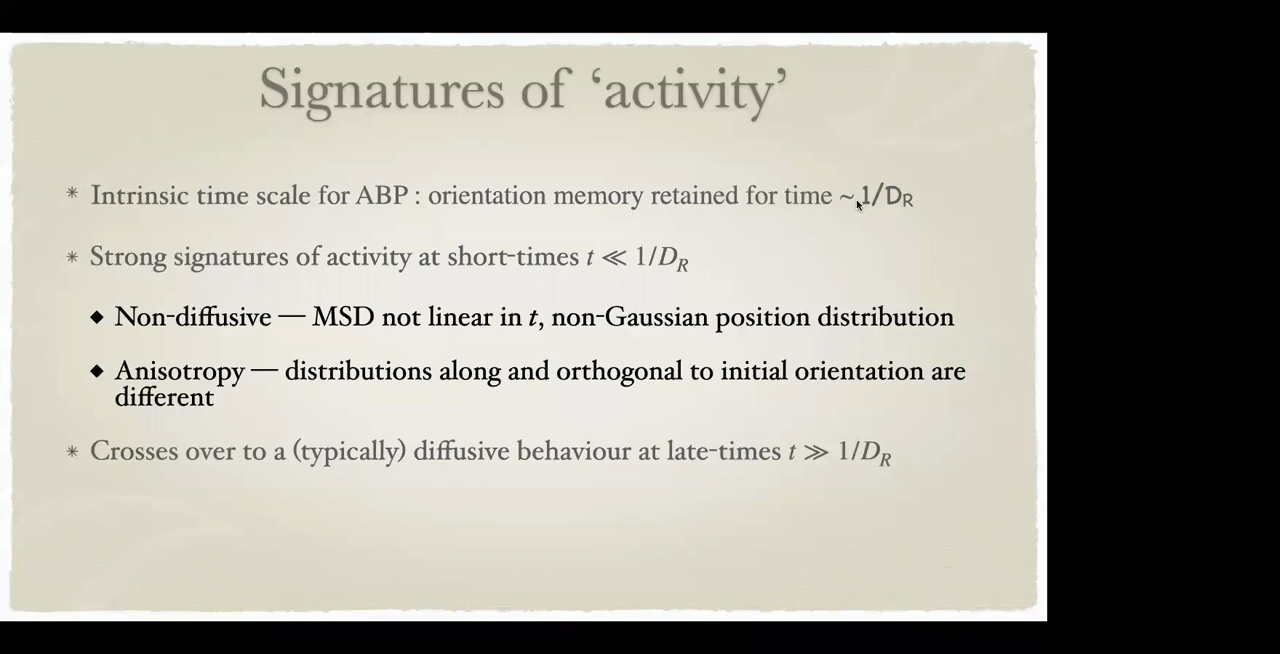 Signatures of ‘activity’
* Intrinsic time scale for ABP : orientation memory retained for time ~ 1/D_R
* Strong signatures of activity at short-times t ≪ 1/D_R
◆ Non-diffusive — MSD not linear in t, non-Gaussian position distribution
◆ Anisotropy — distributions along and orthogonal to initial orientation are
different
* Crosses over to a (typically) diffusive behaviour at late-times t ≫ 1/D_R